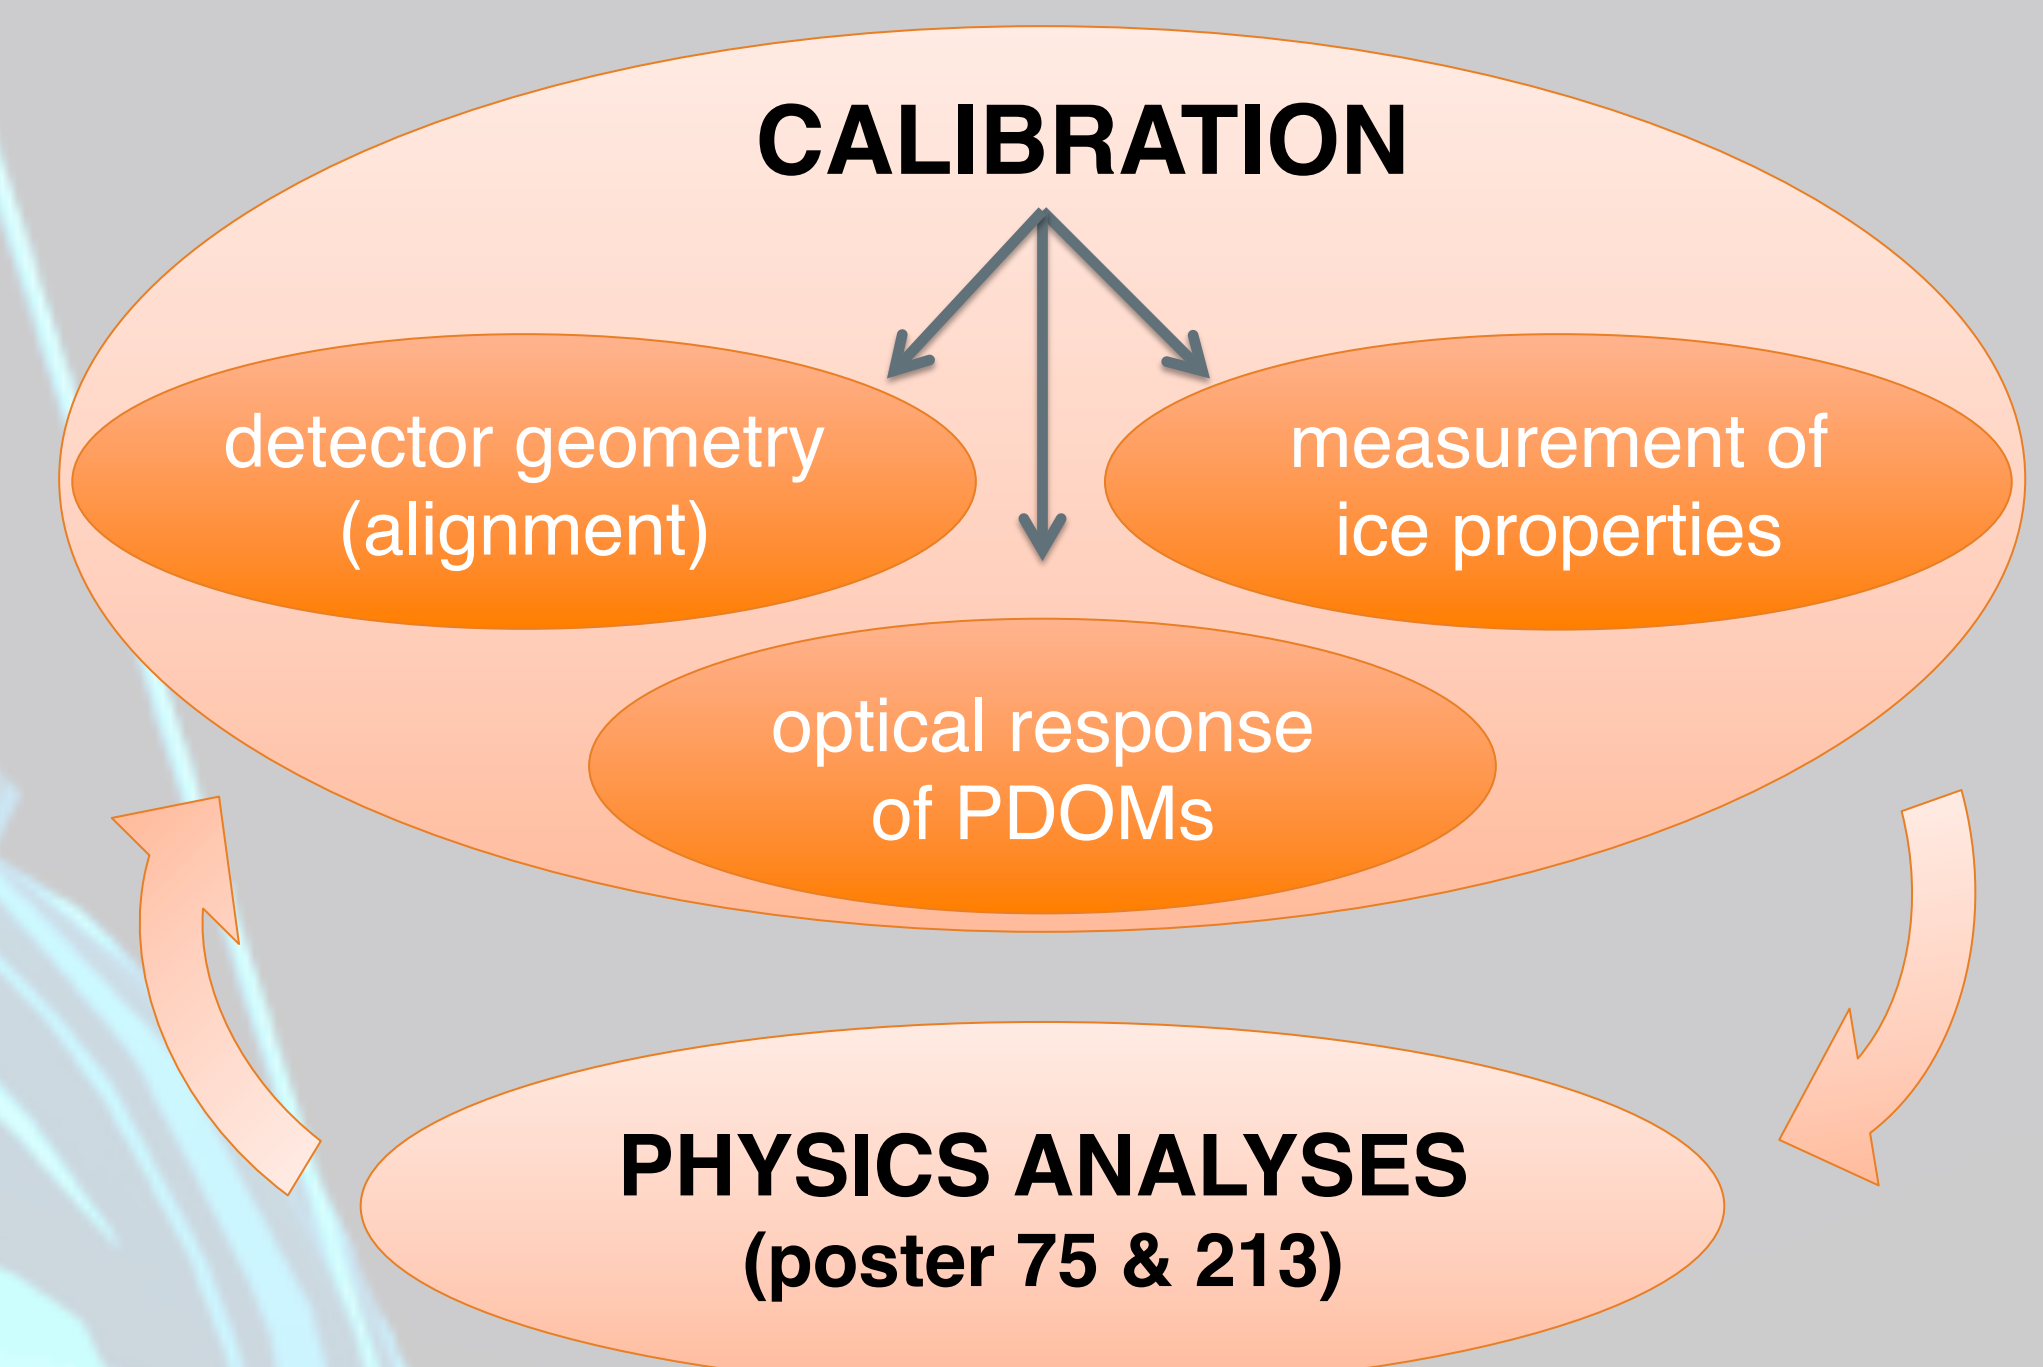 CALIBRATION
detector geometry
(alignment)
measurement of
ice properties
optical response
of PDOMs
PHYSICS ANALYSES
(poster 75 & 213)